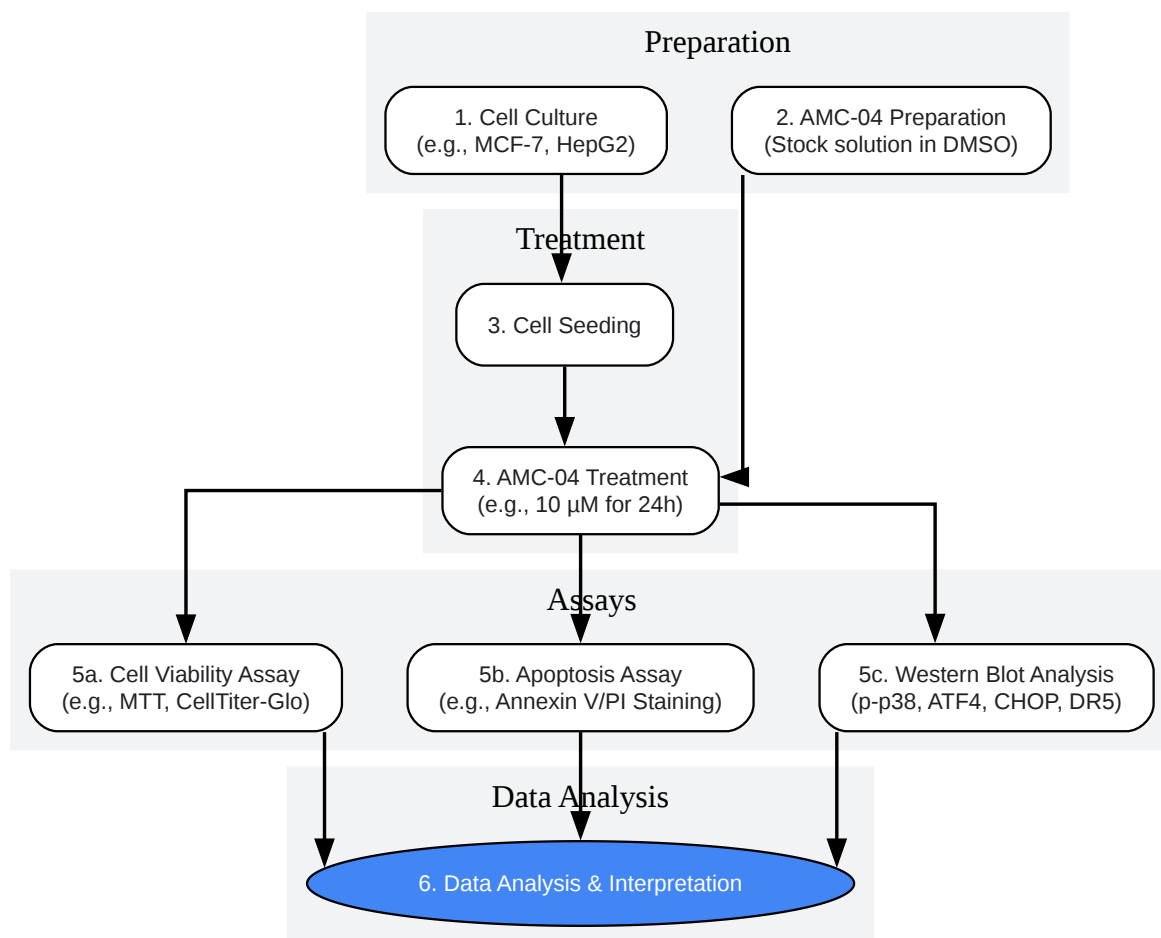 Preparation
1. Cell Culture
(e.g., MCF-7, HepG2)
2. AMC-04 Preparation
(Stock solution in DMSO)
Treatment
3. Cell Seeding
4. AMC-04 Treatment
(e.g., 10 µM for 24h)
Assays
5a. Cell Viability Assay
(e.g., MTT, CellTiter-Glo)
5b. Apoptosis Assay
(e.g., Annexin V/PI Staining)
5c. Western Blot Analysis
(p-p38, ATF4, CHOP, DR5)
Data Analysis
6. Data Analysis & Interpretation